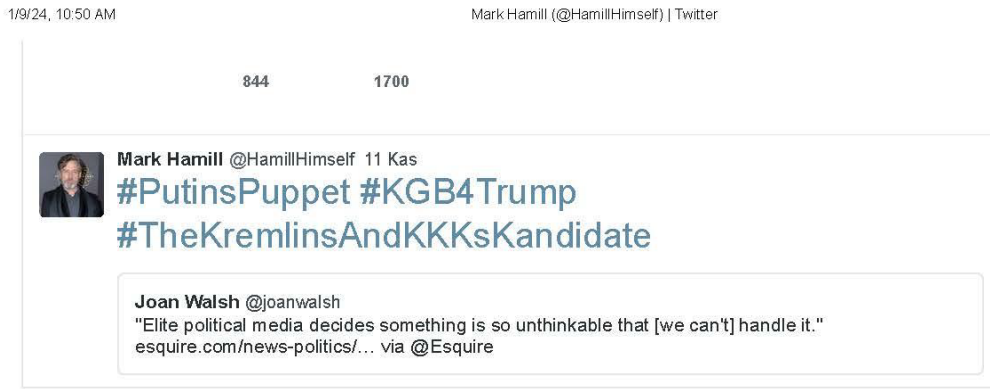 1/9/24, 10:50 AM Mark Hamill (@HamillHimself) | Twitter
844 1700
Mark Hamill @HamillHimself 11 Kas
#PutinsPuppet #KGB4Trump
#TheKremlinsAndKKKsKandidate
Joan Walsh @joanwalsh
"Elite political media decides something is so unthinkable that [we can't] handle it."
esquire.com/news-politics/... via @Esquire